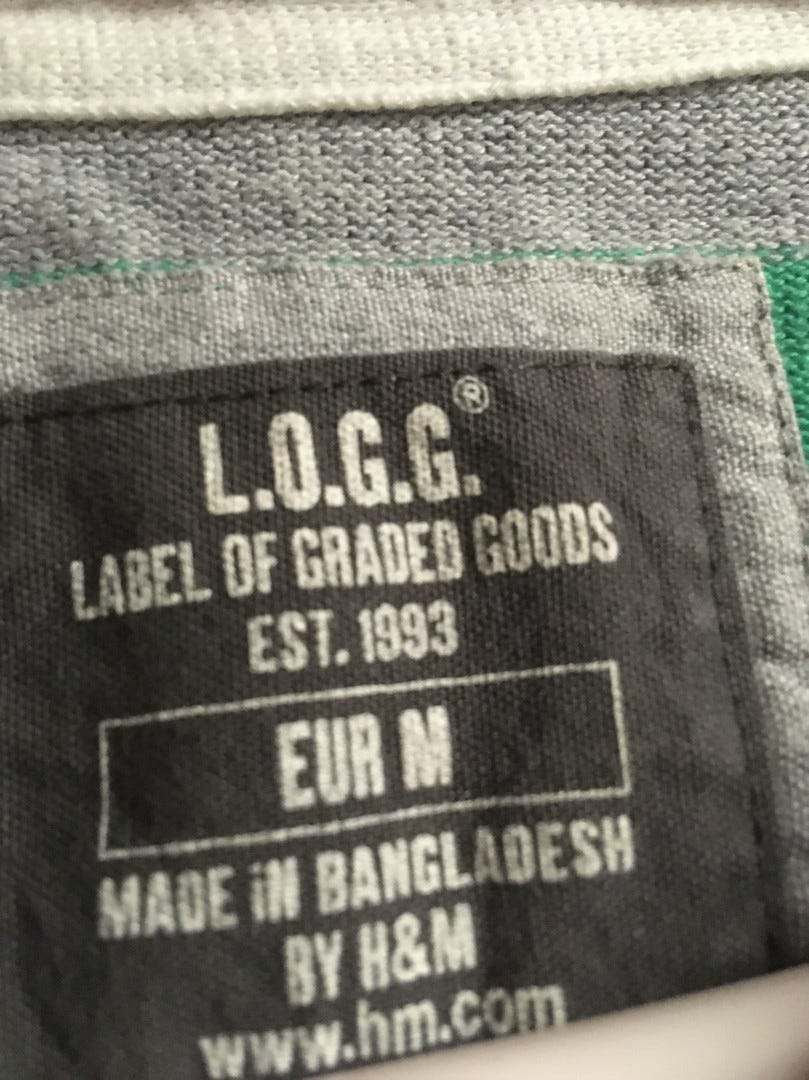 L.O.G.G.®
LABEL OF GRADED GOODS
EST. 1993
EUR M
MADE iN BANGLADESH
BY H&M
www.hm.com